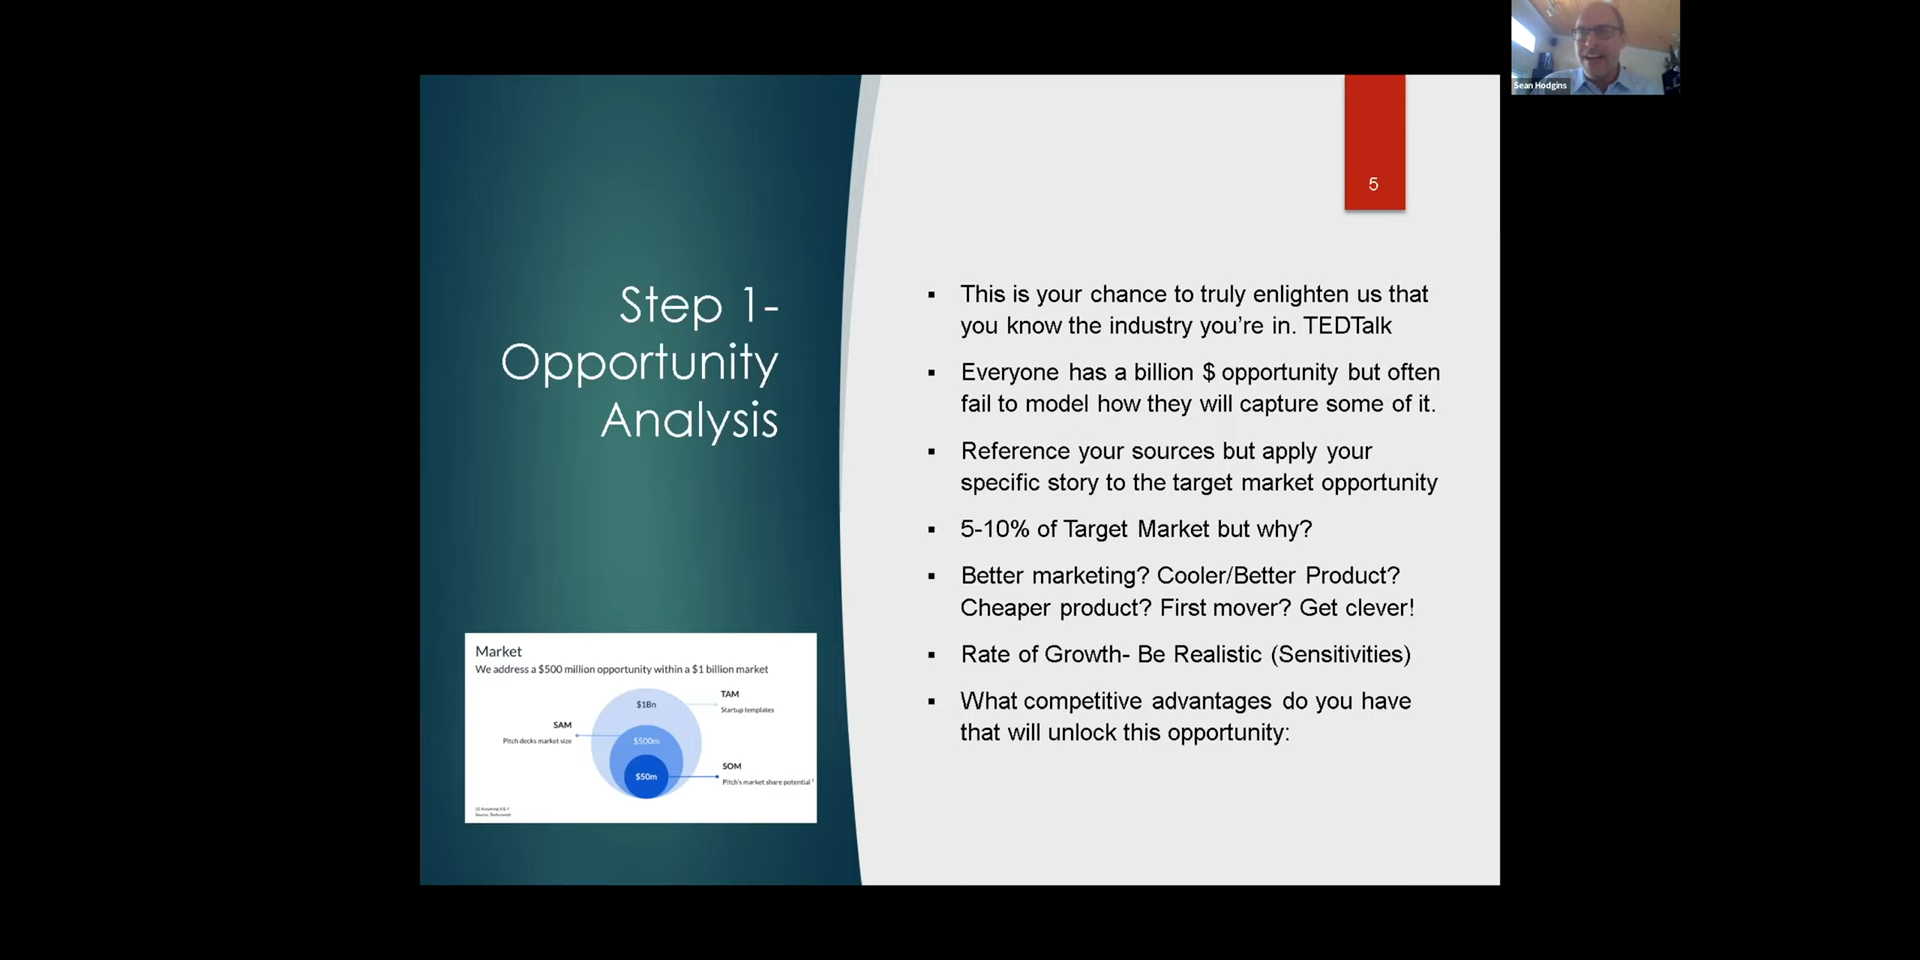 Sean Hodgins
5
Step 1-
Opportunity
Analysis
This is your chance to truly enlighten us that
you know the industry you’re in. TEDTalk
Everyone has a billion $ opportunity but often
fail to model how they will capture some of it.
Reference your sources but apply your
specific story to the target market opportunity
5-10% of Target Market but why?
Better marketing? Cooler/Better Product?
Cheaper product? First mover? Get clever!
Rate of Growth- Be Realistic (Sensitivities)
What competitive advantages do you have
that will unlock this opportunity:
Market
We address a $500 million opportunity within a $1 billion market
TAM
Startup templates
$1Bn
SAM
Pitch decks market size
$500m
SOM
Pitch's market share potential
$50m